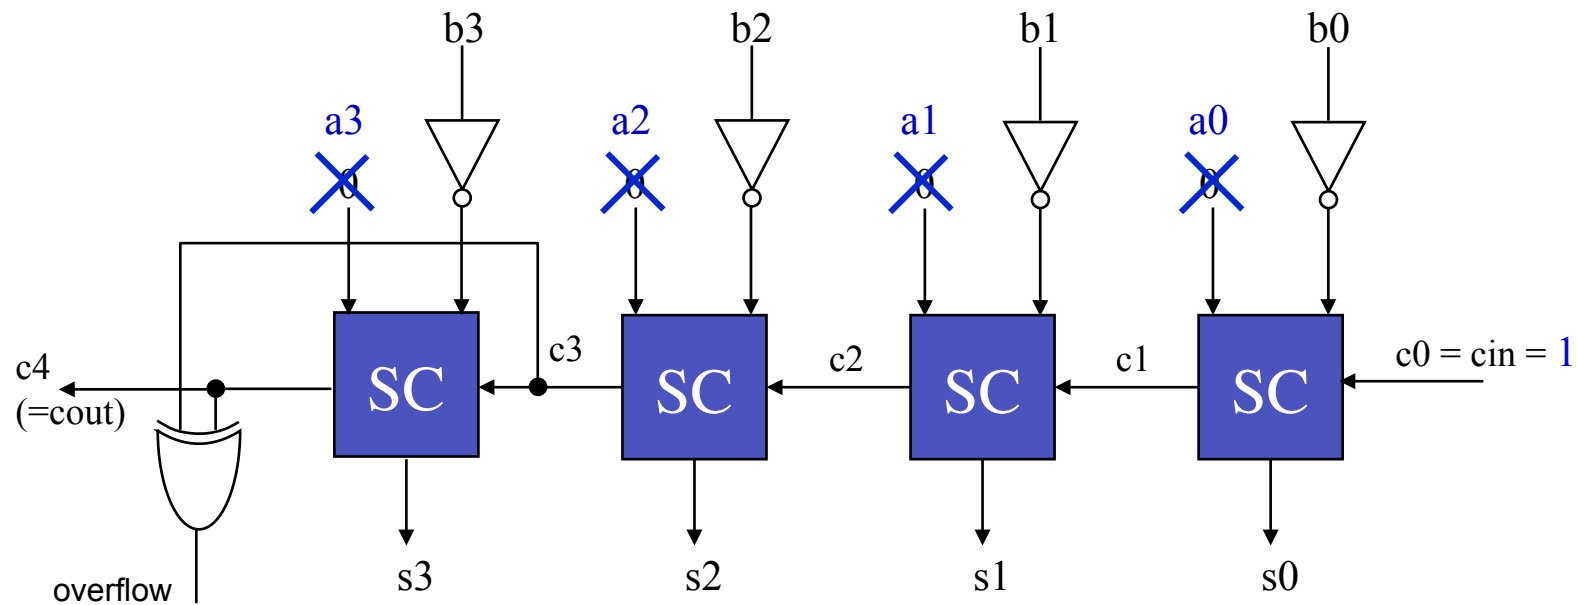 b3 b2 b1 b0
a3 a2 a1 a0
0 0 0 0
c4
(=cout)
SC c3 SC c2 SC c1 SC c0 = cin = 1
overflow
s3 s2 s1 s0